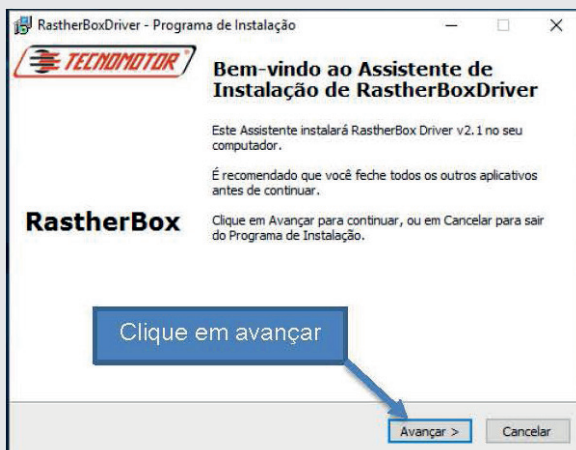 RastherBoxDriver - Programa de Instalação
TECNOMOTOR
Bem-vindo ao Assistente de
Instalação de RastherBoxDriver
Este Assistente instalará RastherBox Driver v2.1 no seu
computador.
É recomendado que você feche todos os outros aplicativos
antes de continuar.
RastherBox
Clique em Avançar para continuar, ou em Cancelar para sair
do Programa de Instalação.
Clique em avançar
Avançar >
Cancelar